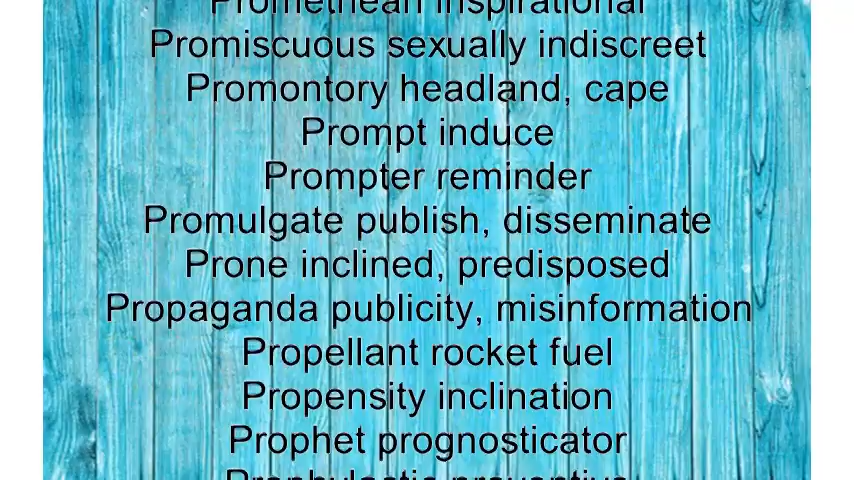 Promethean inspirational
Promiscuous sexually indiscreet
Promontory headland, cape
Prompt induce
Prompter reminder
Promulgate publish, disseminate
Prone inclined, predisposed
Propaganda publicity, misinformation
Propellant rocket fuel
Propensity inclination
Prophet prognosticator
Prophylactic preventive